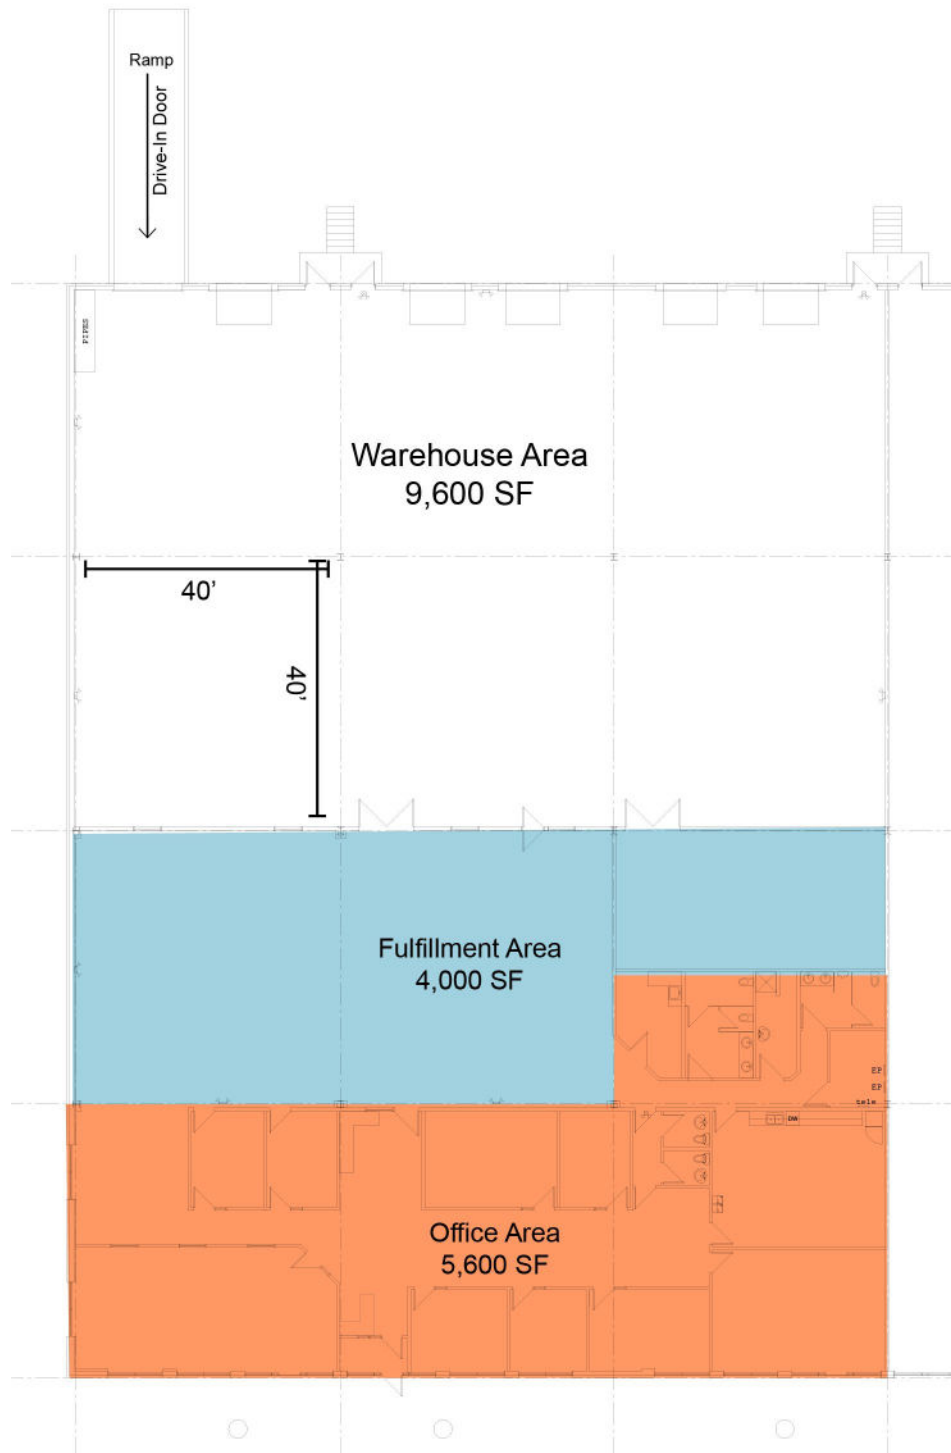 Ramp
Drive-In Door
PIPES
Warehouse Area
9,600 SF
40'
40'
Fulfillment Area
4,000 SF
EP
EP
tele
DW
Office Area
5,600 SF